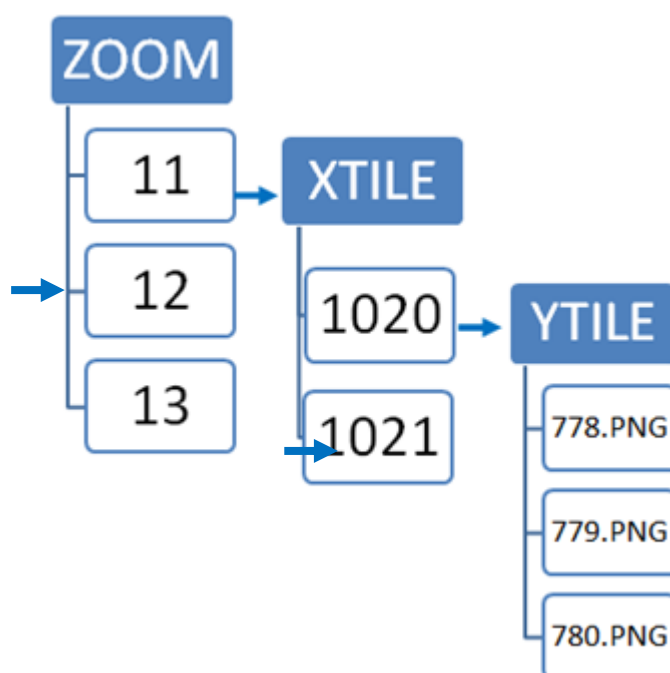 ZOOM
11
12
13
XTILE
1020
1021
YTILE
778.PNG
779.PNG
780.PNG